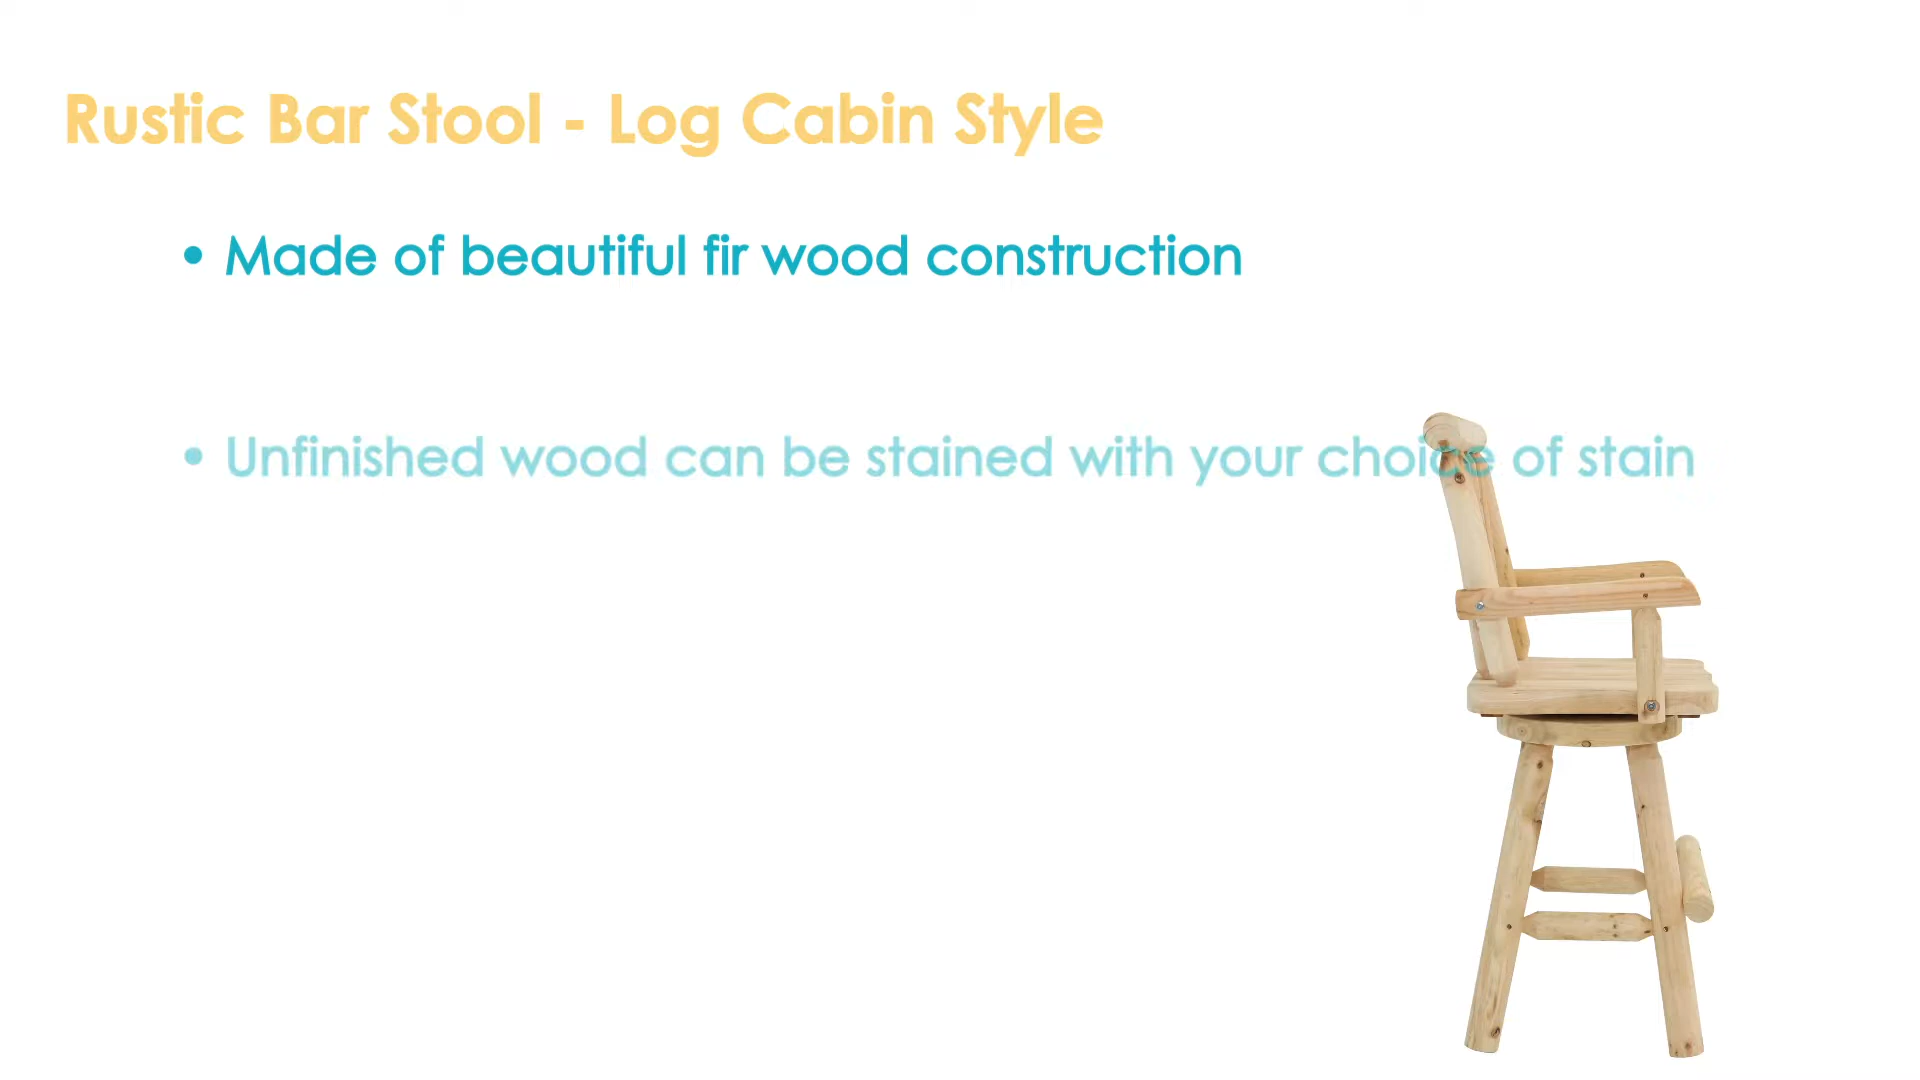 Rustic Bar Stool - Log Cabin Style
• Made of beautiful fir wood construction
• Unfinished wood can be stained with your choice of stain